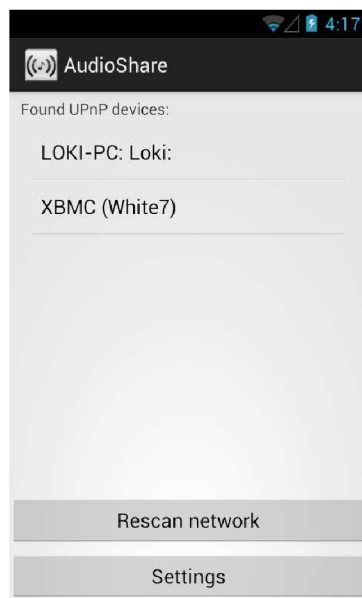 4:17
AudioShare
Found UPnP devices:
LOKI-PC: Loki:
XBMC (White7)
Rescan network
Settings